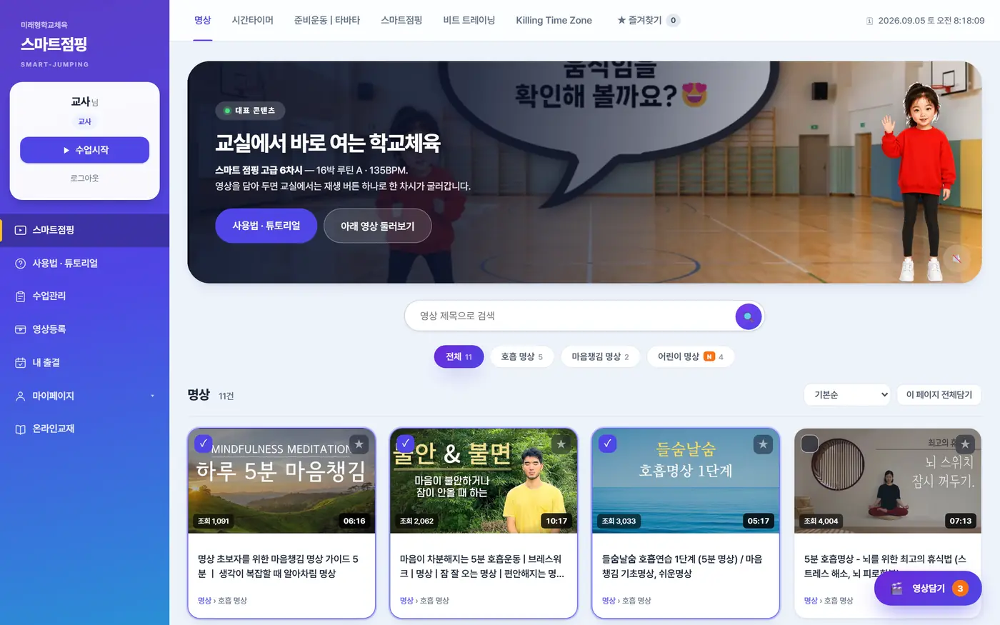 미래형학교체육
스마트점핑
SMART-JUMPING
교사님
교사
수업시작
로그아웃
스마트점핑
사용법 · 튜토리얼
수업관리
영상등록
내 출결
마이페이지
온라인교재
명상
시간타이머
준비운동 | 타바타
스마트점핑
비트 트레이닝
Killing Time Zone
★ 즐겨찾기 0
2026.09.05 토 오전 8:18:09
움직임을
확인해 볼까요?
대표 콘텐츠
교실에서 바로 여는 학교체육
스마트 점핑 고급 6차시 — 16박 루틴 A · 135BPM.
영상을 담아 두면 교실에서는 재생 버튼 하나로 한 차시가 굴러갑니다.
사용법 · 튜토리얼
아래 영상 둘러보기
영상 제목으로 검색
전체 11
호흡 명상 5
마음챙김 명상 2
어린이 명상 N 4
명상 11건
기본순
이 페이지 전체담기
MINDFULNESS MEDITATION
하루 5분 마음챙김
조회 1,091
06:16
명상 초보자를 위한 마음챙김 명상 가이드 5
분 ㅣ 생각이 복잡할 때 알아차림 명상
명상 › 호흡 명상
불안 & 불면
마음이 불안하거나
잠이 안올 때 하는
조회 2,062
10:17
마음이 차분해지는 5분 호흡운동 | 브레스워
크 | 명상 | 잠 잘 오는 명상 | 편안해지는 명...
명상 › 호흡 명상
들숨날숨
호흡명상 1단계
조회 3,033
05:17
들숨날숨 호흡연습 1단계 (5분 명상) / 마음
챙김 기초명상, 쉬운명상
명상 › 호흡 명상
최고의
뇌 스위치
잠시 꺼두기.
조회 4,004
07:13
5분 호흡명상 - 뇌를 위한 최고의 휴식법 (스
트레스 해소, 뇌
명상 › 호흡 명상
영상담기 3